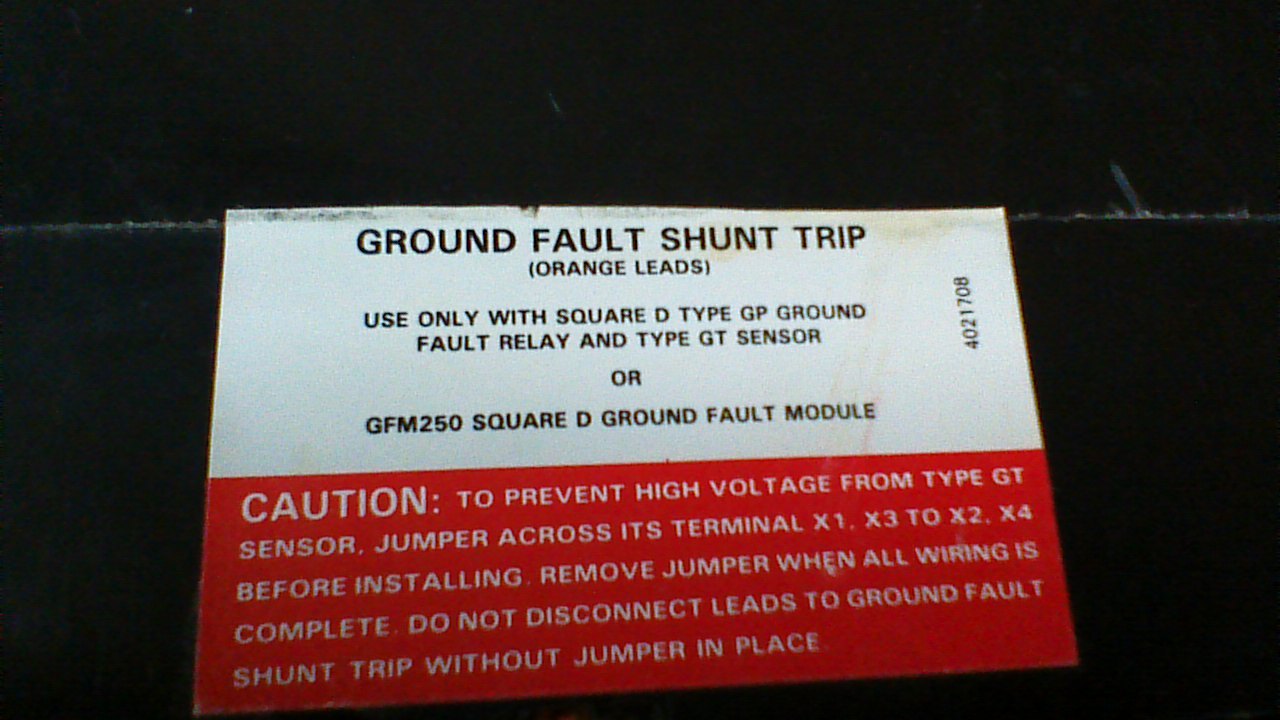 GROUND FAULT SHUNT TRIP
(ORANGE LEADS)
USE ONLY WITH SQUARE D TYPE GP GROUND
FAULT RELAY AND TYPE GT SENSOR
OR
GFM250 SQUARE D GROUND FAULT MODULE
4021708
CAUTION: TO PREVENT HIGH VOLTAGE FROM TYPE GT
SENSOR, JUMPER ACROSS ITS TERMINAL X1, X3 TO X2, X4
BEFORE INSTALLING. REMOVE JUMPER WHEN ALL WIRING IS
COMPLETE. DO NOT DISCONNECT LEADS TO GROUND FAULT
SHUNT TRIP WITHOUT JUMPER IN PLACE.